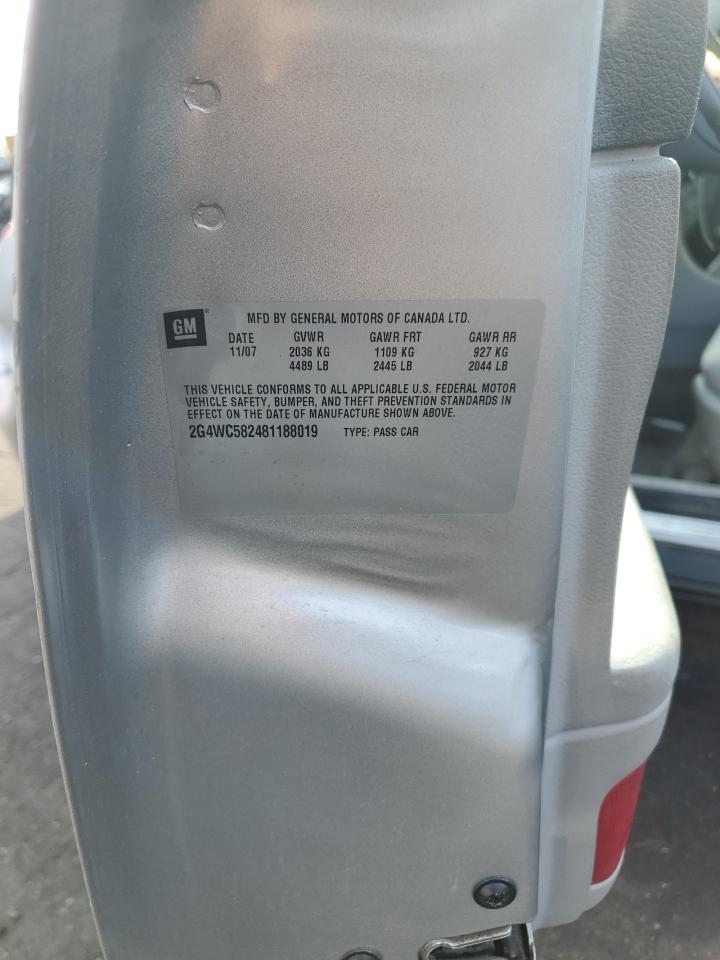 GM ® MFD BY GENERAL MOTORS OF CANADA LTD.
DATE GVWR GAWR FRT GAWR RR
11/07 2036 KG 1109 KG 927 KG
4489 LB 2445 LB 2044 LB
THIS VEHICLE CONFORMS TO ALL APPLICABLE U.S. FEDERAL MOTOR
VEHICLE SAFETY, BUMPER, AND THEFT PREVENTION STANDARDS IN
EFFECT ON THE DATE OF MANUFACTURE SHOWN ABOVE.
2G4WC582481188019 TYPE: PASS CAR